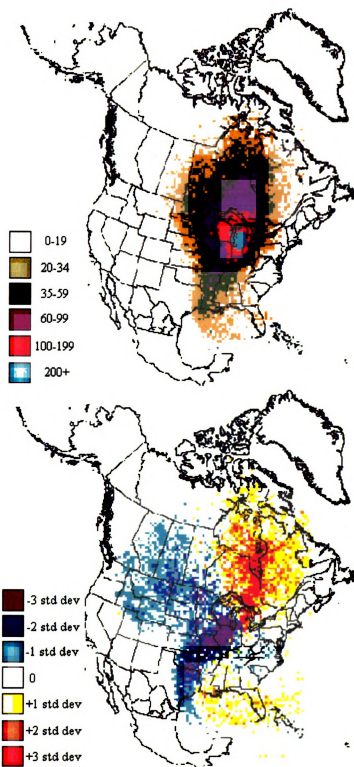 0-19
20-34
35-59
60-99
100-199
200+
-3 std dev
-2 std dev
-1 std dev
0
+1 std dev
+2 std dev
+3 std dev